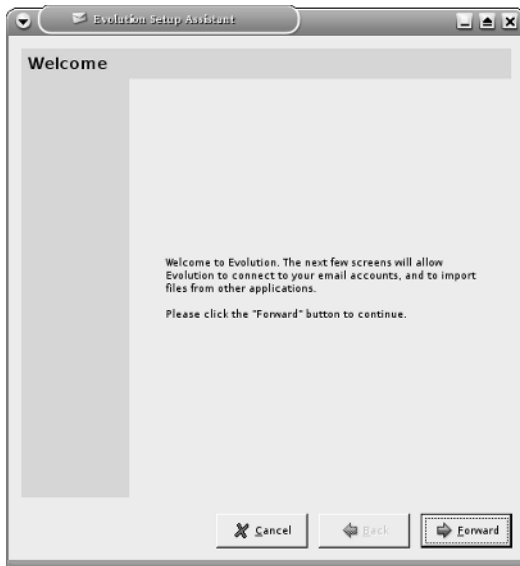 Evolution Setup Assistant
Welcome
Welcome to Evolution. The next few screens will allow
Evolution to connect to your email accounts, and to import
files from other applications.
Please click the "Forward" button to continue.
Cancel
Back
Forward